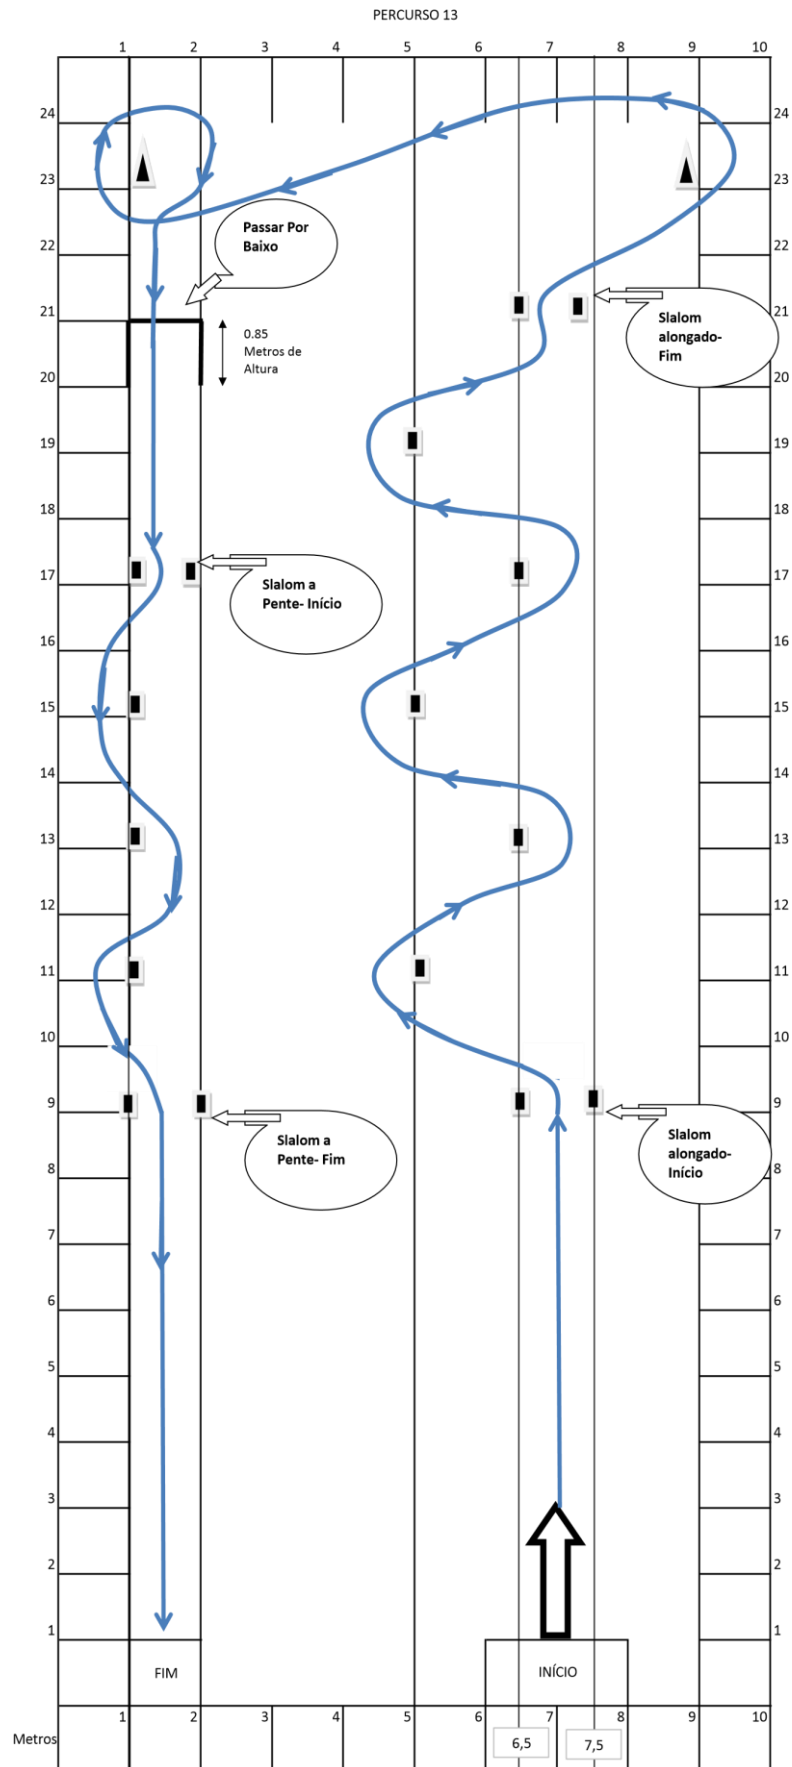 PERCURSO 13
1 2 3 4 5 6 7 8 9 10
24 24
23 23
22 22
Passar Por
Baixo
21 21
Slalom
alongado-
Fim
0.85
Metros de
Altura
20 20
19 19
18 18
17 17
Slalom a
Pente- Início
16 16
15 15
14 14
13 13
12 12
11 11
10 10
9 9
Slalom a
Pente- Fim
Slalom
alongado-
Início
8 8
7 7
6 6
5 5
4 4
3 3
2 2
1 1
FIM
INÍCIO
1 2 3 4 5 6 7 8 9 10
Metros
6,5
7,5